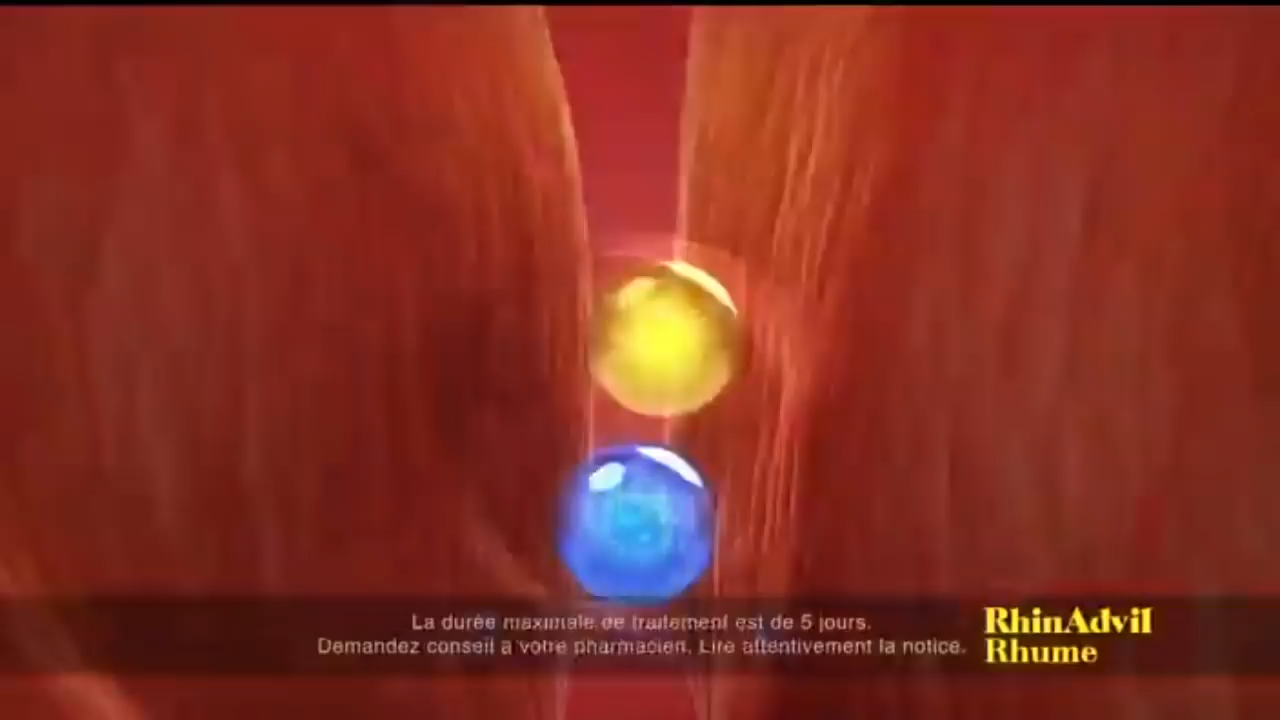 La durée maximale de traitement est de 5 jours.
Demandez conseil à votre pharmacien. Lire attentivement la notice.
RhinAdvil
Rhume